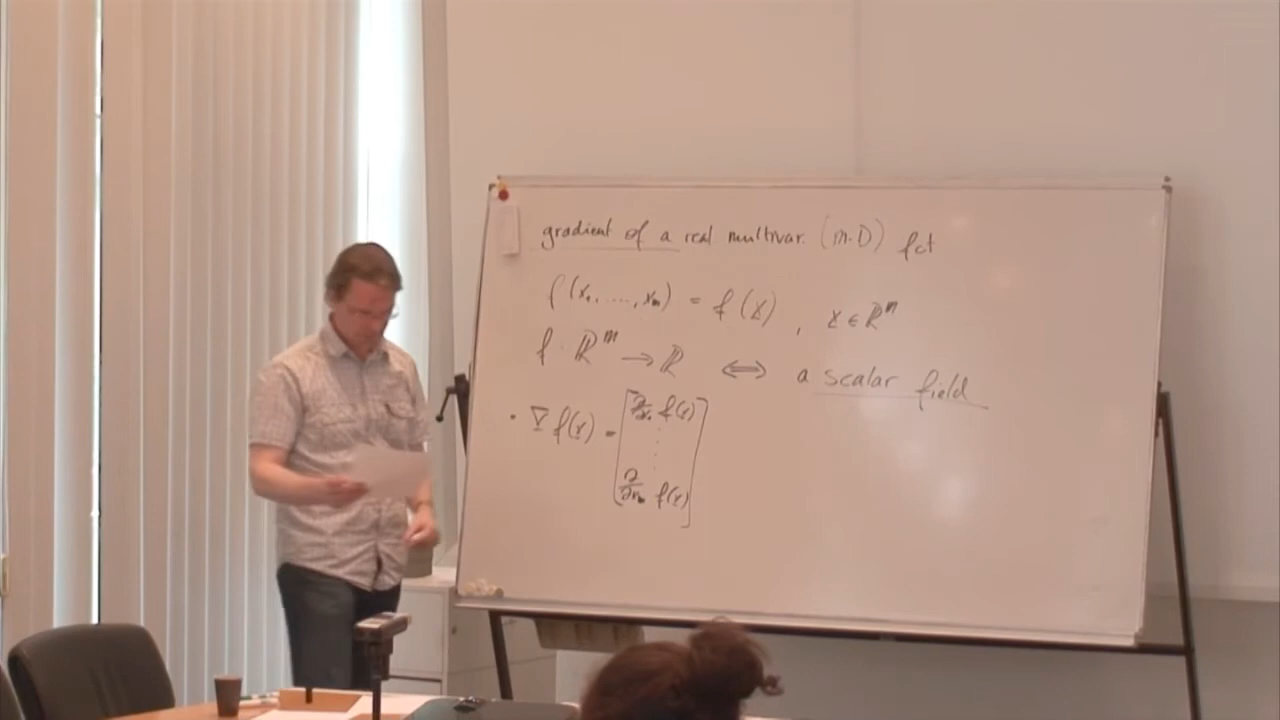 gradient of a real multivar. (m.D) fct
f(x₁, ..., xₘ) = f(x̲), x̲ ∈ ℝᵐ
f : ℝᵐ → ℝ ⟺ a scalar field
· ∇ f(x̲) = [ ∂/∂x₁ f(x̲)
⋮
∂/∂xₘ f(x̲) ]